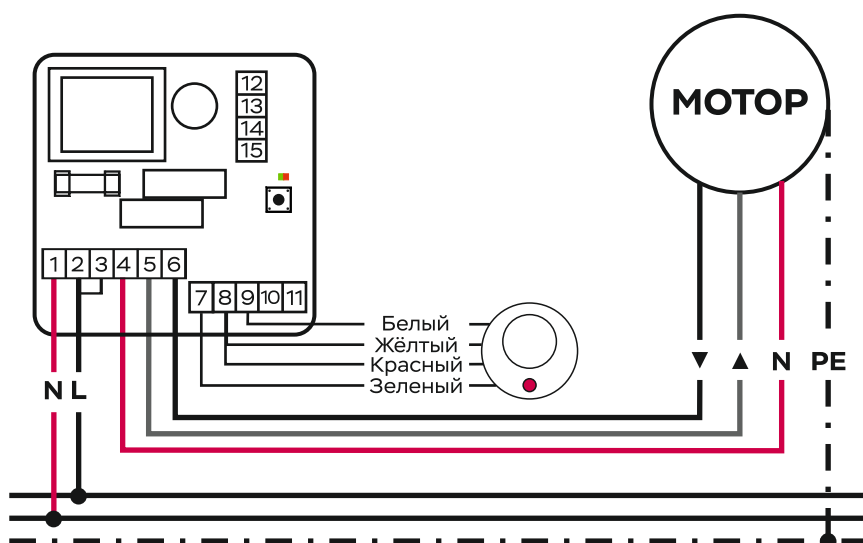 МОТОР
12
13
14
15
1 2 3 4 5 6
7 8 9 10 11
Белый
Жёлтый
Красный
Зеленый
N L
▼ ▲ N PE